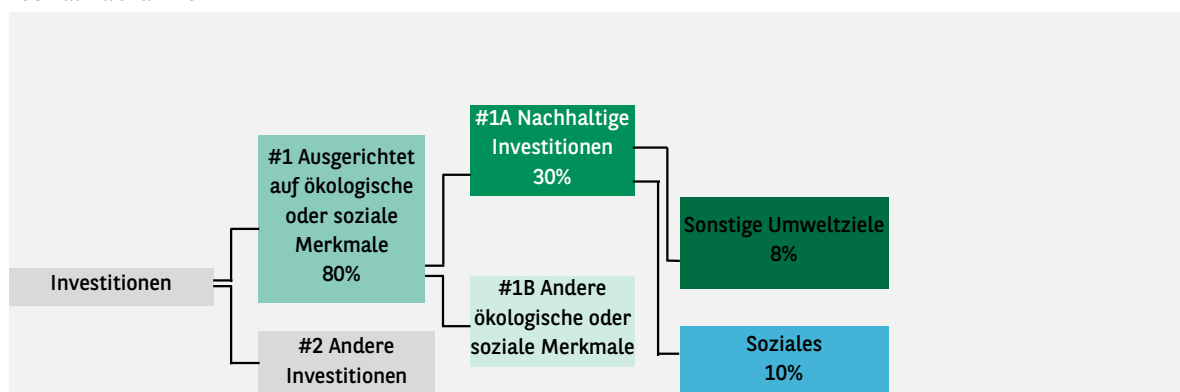 #1A Nachhaltige
Investitionen
30%
#1 Ausgerichtet
auf ökologische
oder soziale
Merkmale
80%
Sonstige Umweltziele
8%
Investitionen
#1B Andere
ökologische oder
soziale Merkmale
#2 Andere
Investitionen
Soziales
10%